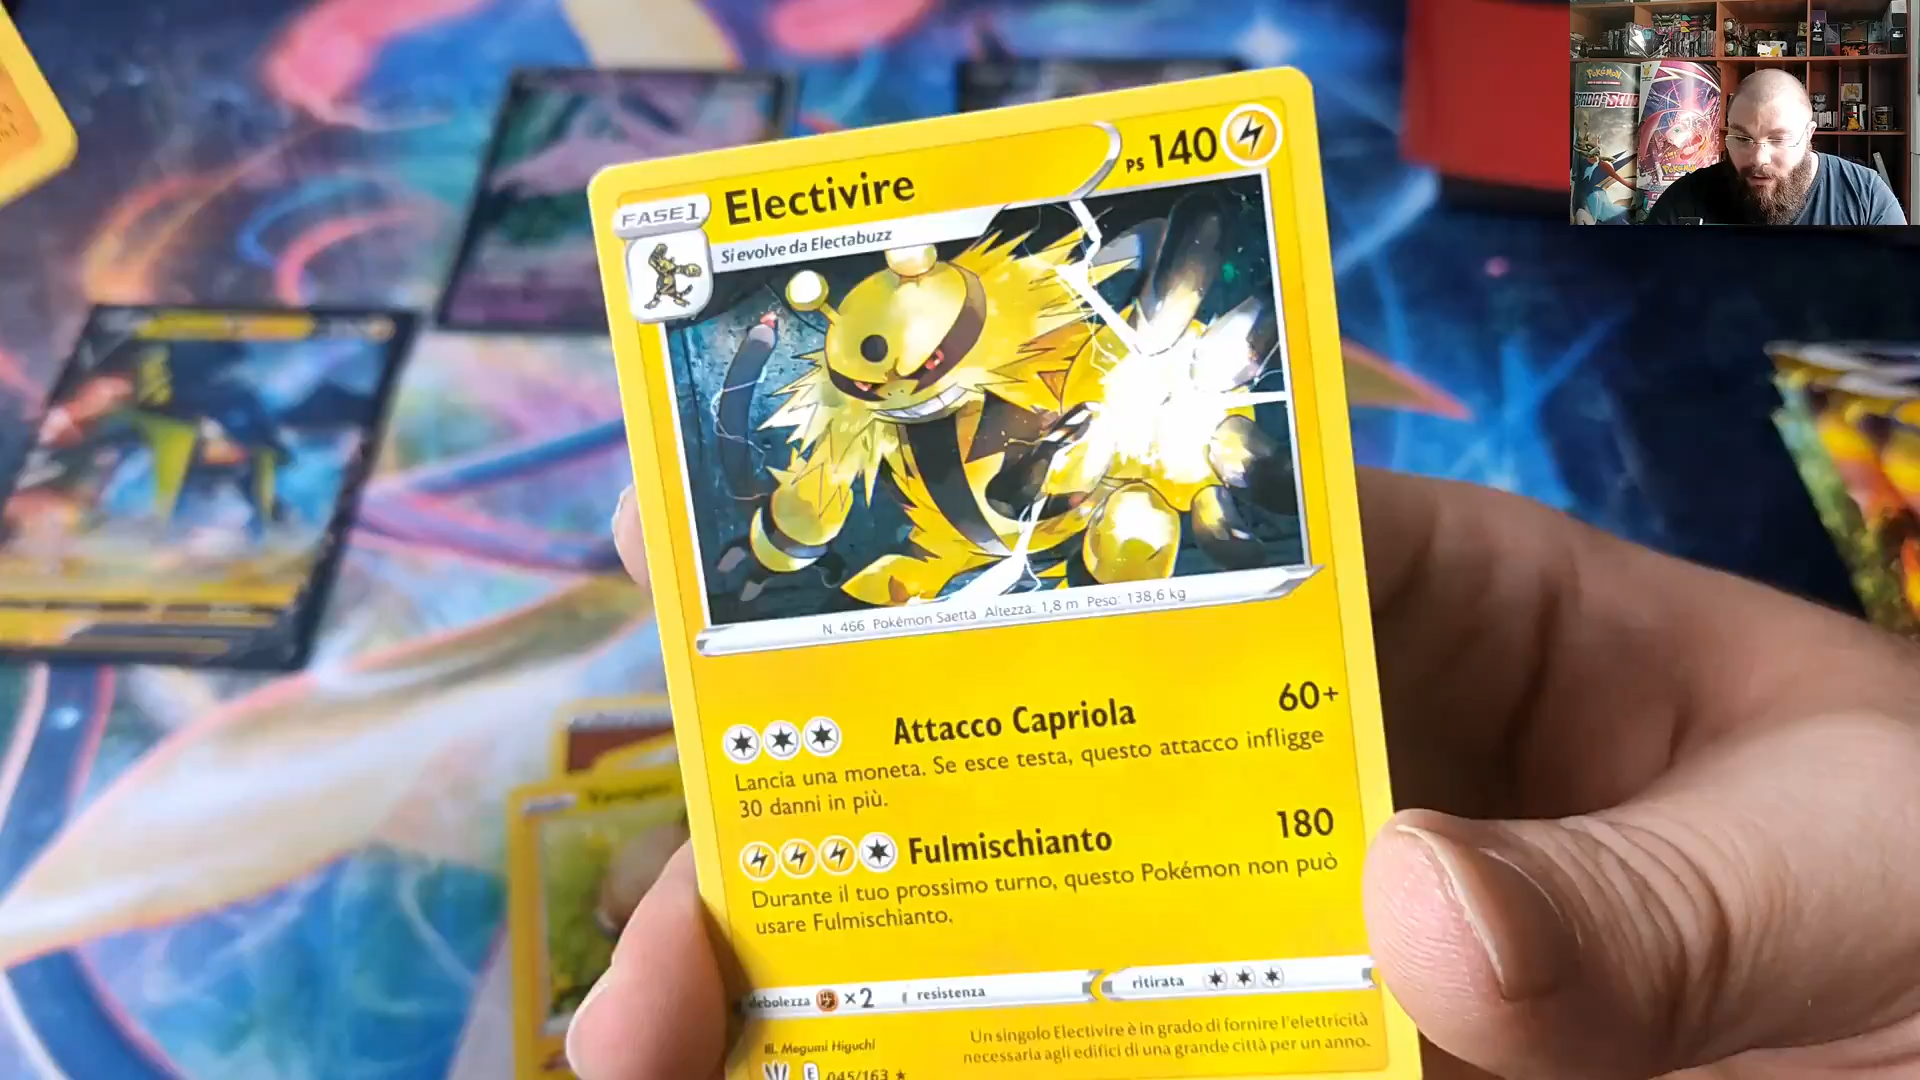 FASE 1
Electivire
PS 140
Si evolve da Electabuzz
N. 466 Pokémon Saetta Altezza: 1,8 m Peso: 138,6 kg
Attacco Capriola 60+
Lancia una moneta. Se esce testa, questo attacco infligge
30 danni in più.
Fulmischianto 180
Durante il tuo prossimo turno, questo Pokémon non può
usare Fulmischianto.
debolezza ×2 resistenza ritirata
Ill. Megumi Higuchi
Un singolo Electivire è in grado di fornire l'elettricità
necessaria agli edifici di una grande città per un anno.
E 045/163 ★
POKÉMON